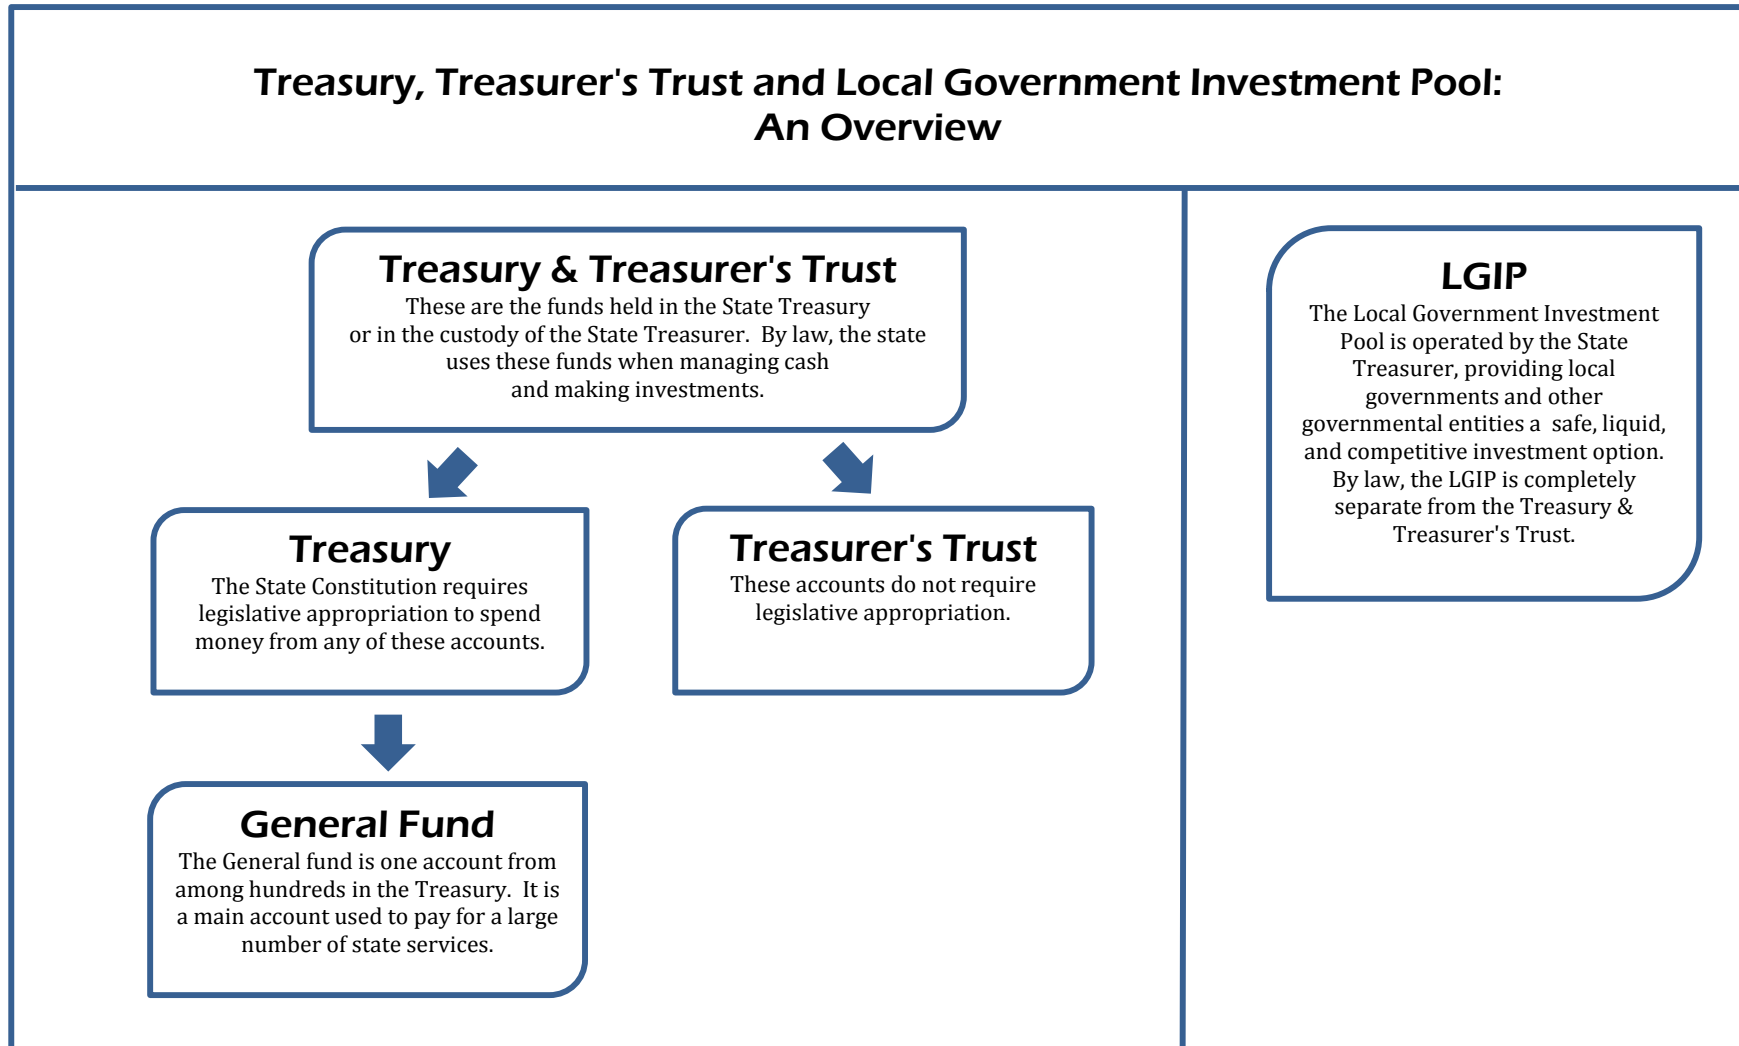 Treasury, Treasurer's Trust and Local Government Investment Pool:
An Overview
Treasury & Treasurer's Trust
These are the funds held in the State Treasury
or in the custody of the State Treasurer.  By law, the state
uses these funds when managing cash
and making investments.
Treasury
The State Constitution requires
legislative appropriation to spend
money from any of these accounts.
Treasurer's Trust
These accounts do not require
legislative appropriation.
General Fund
The General fund is one account from
among hundreds in the Treasury.  It is
a main account used to pay for a large
number of state services.
LGIP
The Local Government Investment
Pool is operated by the State
Treasurer, providing local
governments and other
governmental entities a  safe, liquid,
and competitive investment option.
By law, the LGIP is completely
separate from the Treasury &
Treasurer's Trust.